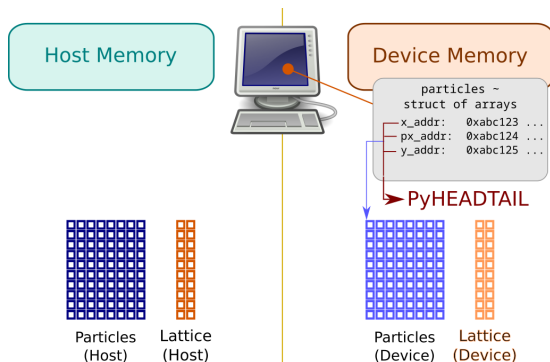 Host Memory
Device Memory
particles ~
struct of arrays
x_addr: 0xabc123 ...
px_addr: 0xabc124 ...
y_addr: 0xabc125 ...
PyHEADTAIL
Particles
(Host)
Lattice
(Host)
Particles
(Device)
Lattice
(Device)